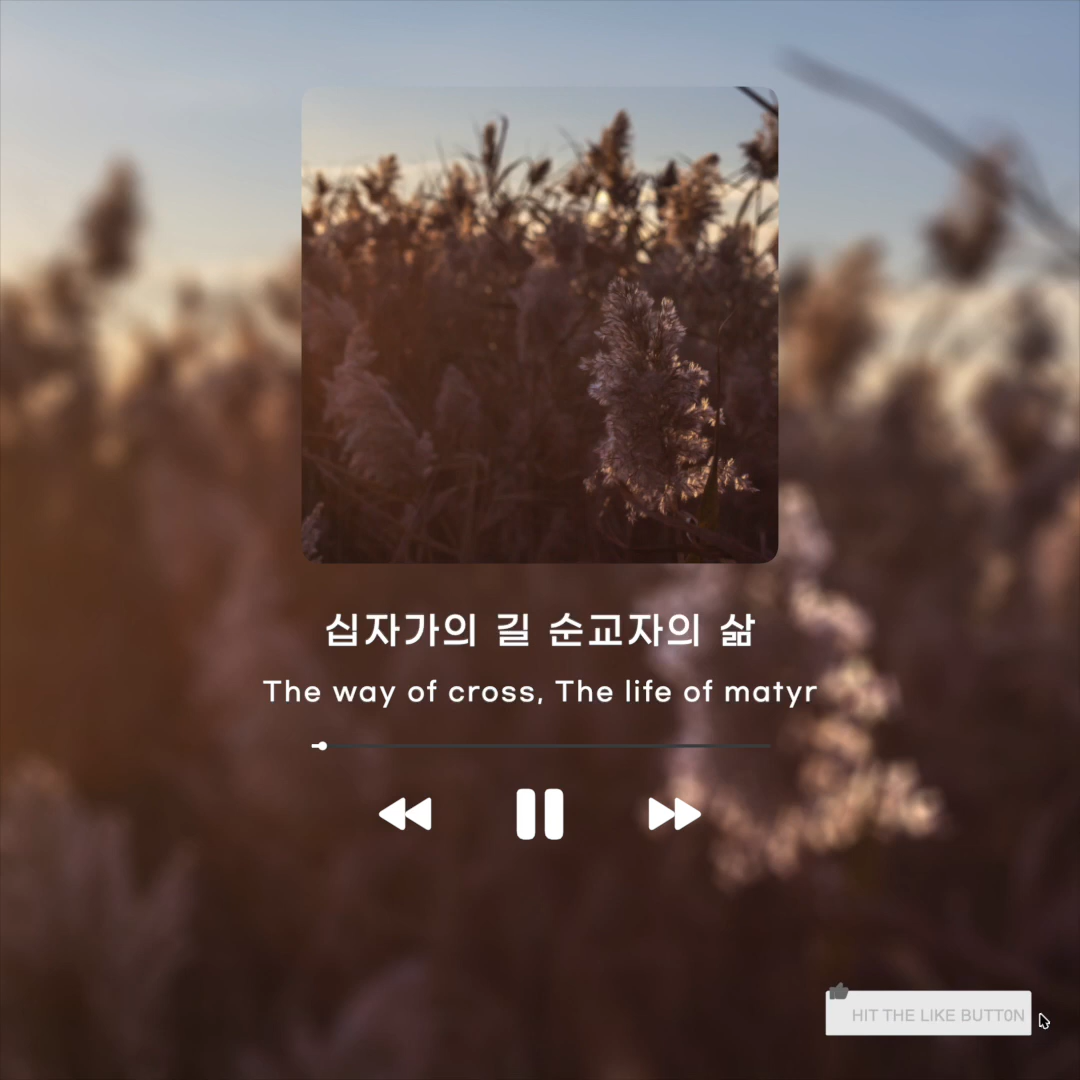 십자가의 길 순교자의 삶
The way of cross, The life of matyr
HIT THE LIKE BUTTON